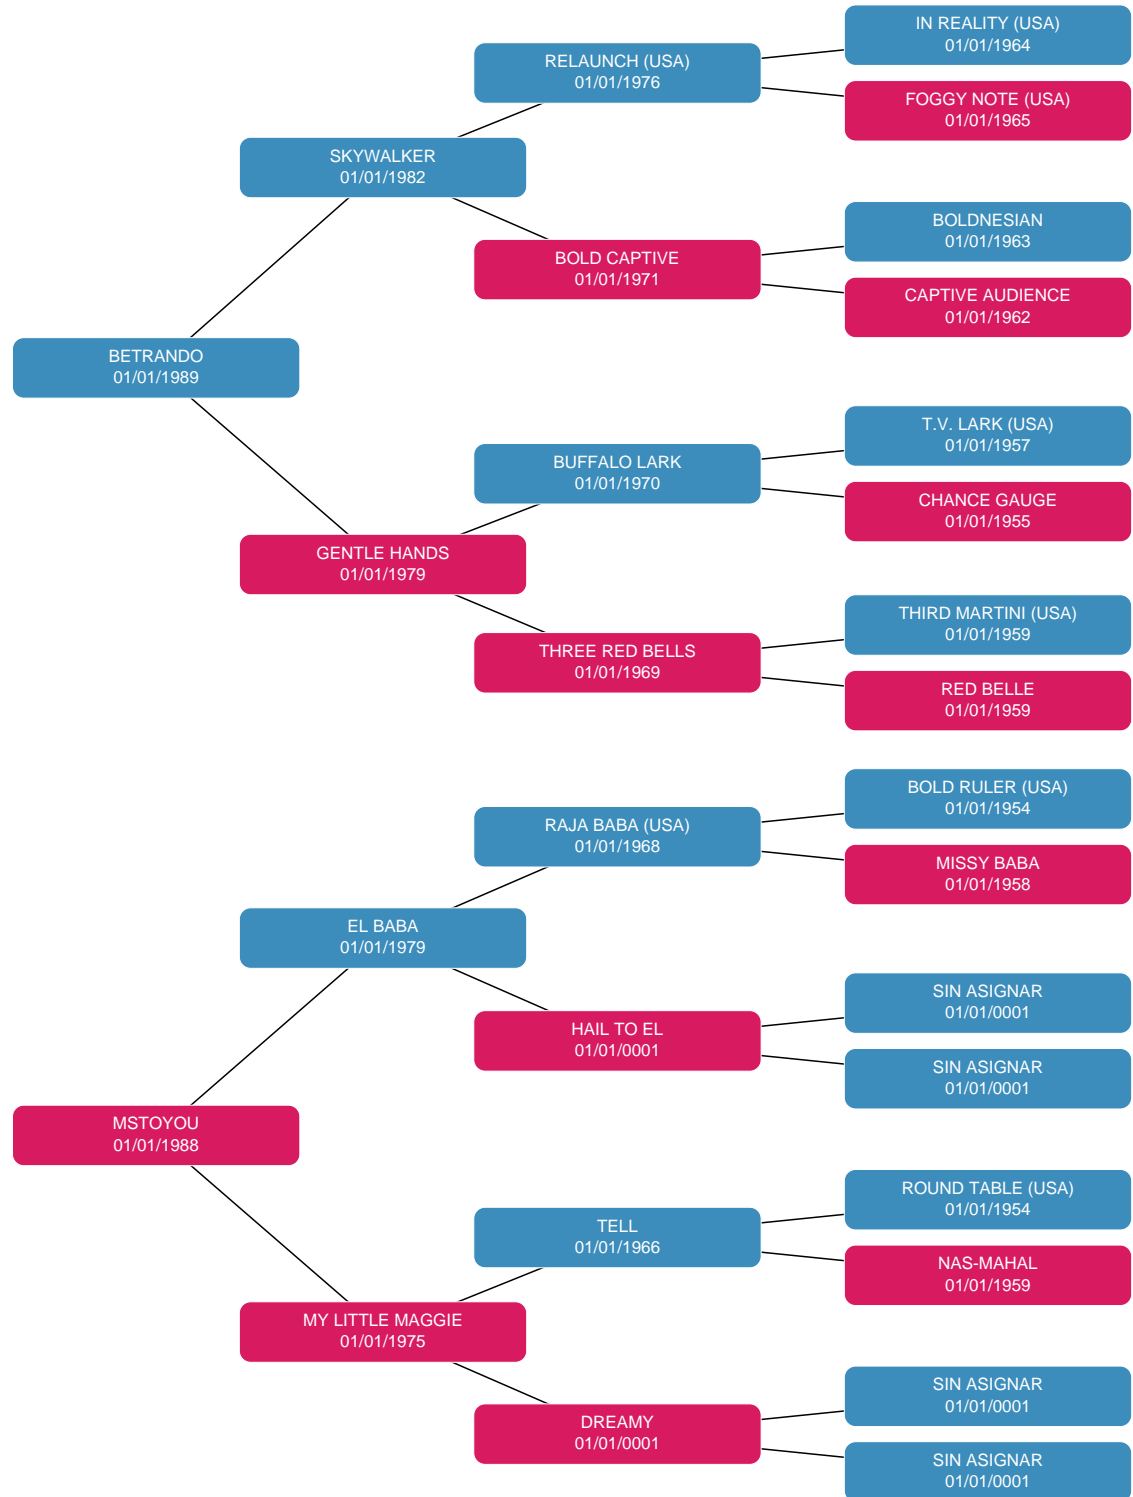 IN REALITY (USA)
01/01/1964
RELAUNCH (USA)
01/01/1976
FOGGY NOTE (USA)
01/01/1965
SKYWALKER
01/01/1982
BOLDNESIAN
01/01/1963
BOLD CAPTIVE
01/01/1971
CAPTIVE AUDIENCE
01/01/1962
BETRANDO
01/01/1989
T.V. LARK (USA)
01/01/1957
BUFFALO LARK
01/01/1970
CHANCE GAUGE
01/01/1955
GENTLE HANDS
01/01/1979
THIRD MARTINI (USA)
01/01/1959
THREE RED BELLS
01/01/1969
RED BELLE
01/01/1959
BOLD RULER (USA)
01/01/1954
RAJA BABA (USA)
01/01/1968
MISSY BABA
01/01/1958
EL BABA
01/01/1979
SIN ASIGNAR
01/01/0001
HAIL TO EL
01/01/0001
SIN ASIGNAR
01/01/0001
MSTOYOU
01/01/1988
ROUND TABLE (USA)
01/01/1954
TELL
01/01/1966
NAS-MAHAL
01/01/1959
MY LITTLE MAGGIE
01/01/1975
SIN ASIGNAR
01/01/0001
DREAMY
01/01/0001
SIN ASIGNAR
01/01/0001